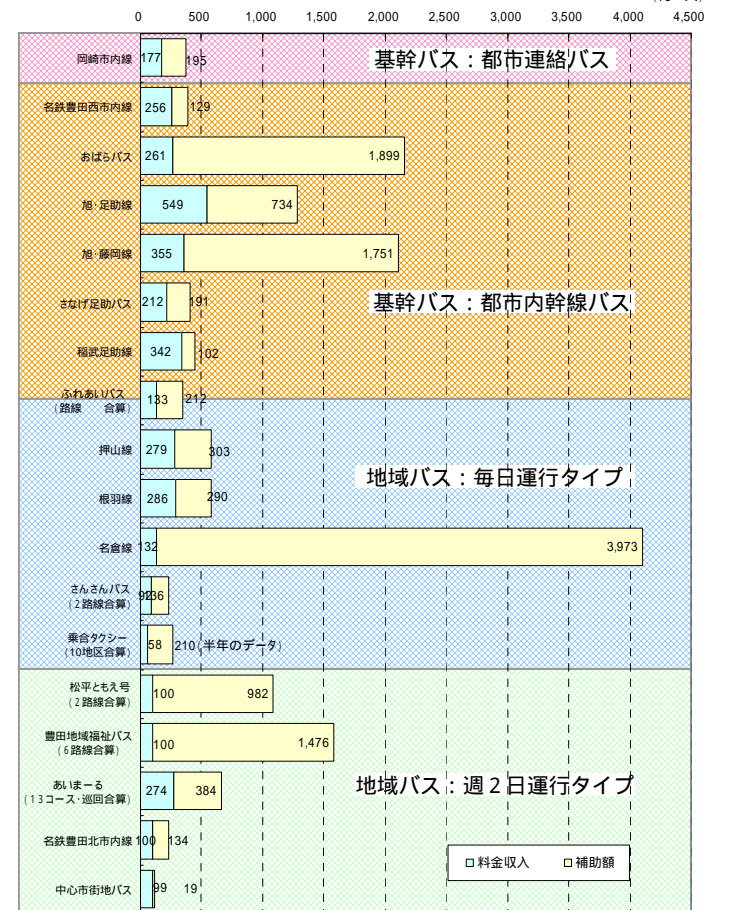 0 500 1,000 1,500 2,000 2,500 3,000 3,500 4,000 4,500
岡崎市内線 177 195
基幹バス：都市連絡バス
名鉄豊田西市内線 256 129
おばらバス 261 1,899
旭・足助線 549 734
旭・藤岡線 355 1,751
さなげ足助バス 212 191
基幹バス：都市内幹線バス
稲武足助線 342 102
ふれあいバス
(路線 合算) 133 212
押山線 279 303
地域バス：毎日運行タイプ
根羽線 286 290
名倉線 132 3,973
さんさんバス
(2路線合算) 92 136
乗合タクシー
(10地区合算) 58 210(半年のデータ)
松平ともえ号
(2路線合算) 100 982
豊田地域福祉バス
(6路線合算) 100 1,476
あいまーる
(13コース・巡回合算) 274 384
地域バス：週２日運行タイプ
名鉄豊田北市内線 100 134
料金収入 補助額
中心市街地バス 99 19